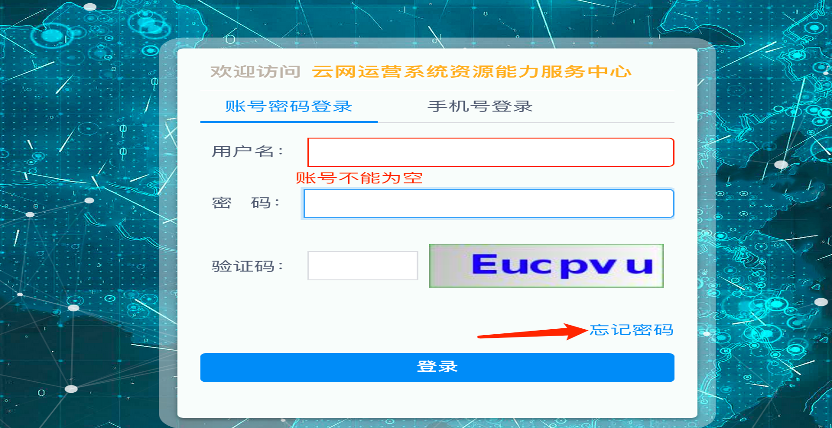 欢迎访问 云网运营系统资源能力服务中心
账号密码登录 手机号登录
用户名：
账号不能为空
密 码：
验证码： Eucpvu
忘记密码
登录